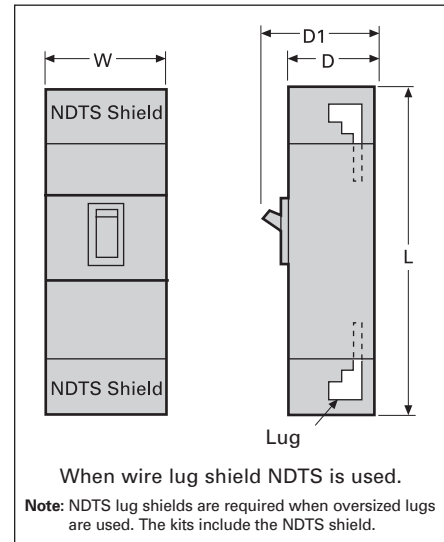 D1
W
D
NDTS Shield
L
NDTS Shield
Lug
When wire lug shield NDTS is used.
Note: NDTS lug shields are required when oversized lugs
are used. The kits include the NDTS shield.